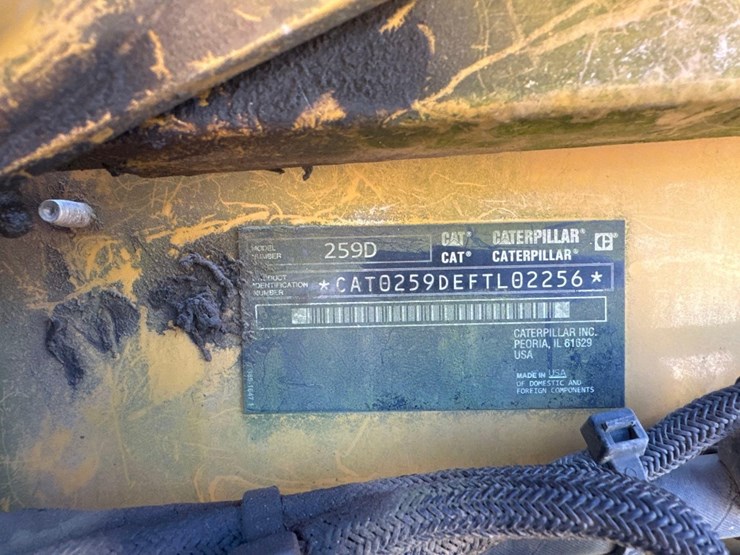 MODEL NUMBER 259D
CAT® CATERPILLAR®
CAT® CATERPILLAR®
PRODUCT IDENTIFICATION NUMBER *CAT0259DEFTL02256*
CATERPILLAR INC.
PEORIA, IL 61629
USA
MADE IN USA
OF DOMESTIC AND
FOREIGN COMPONENTS